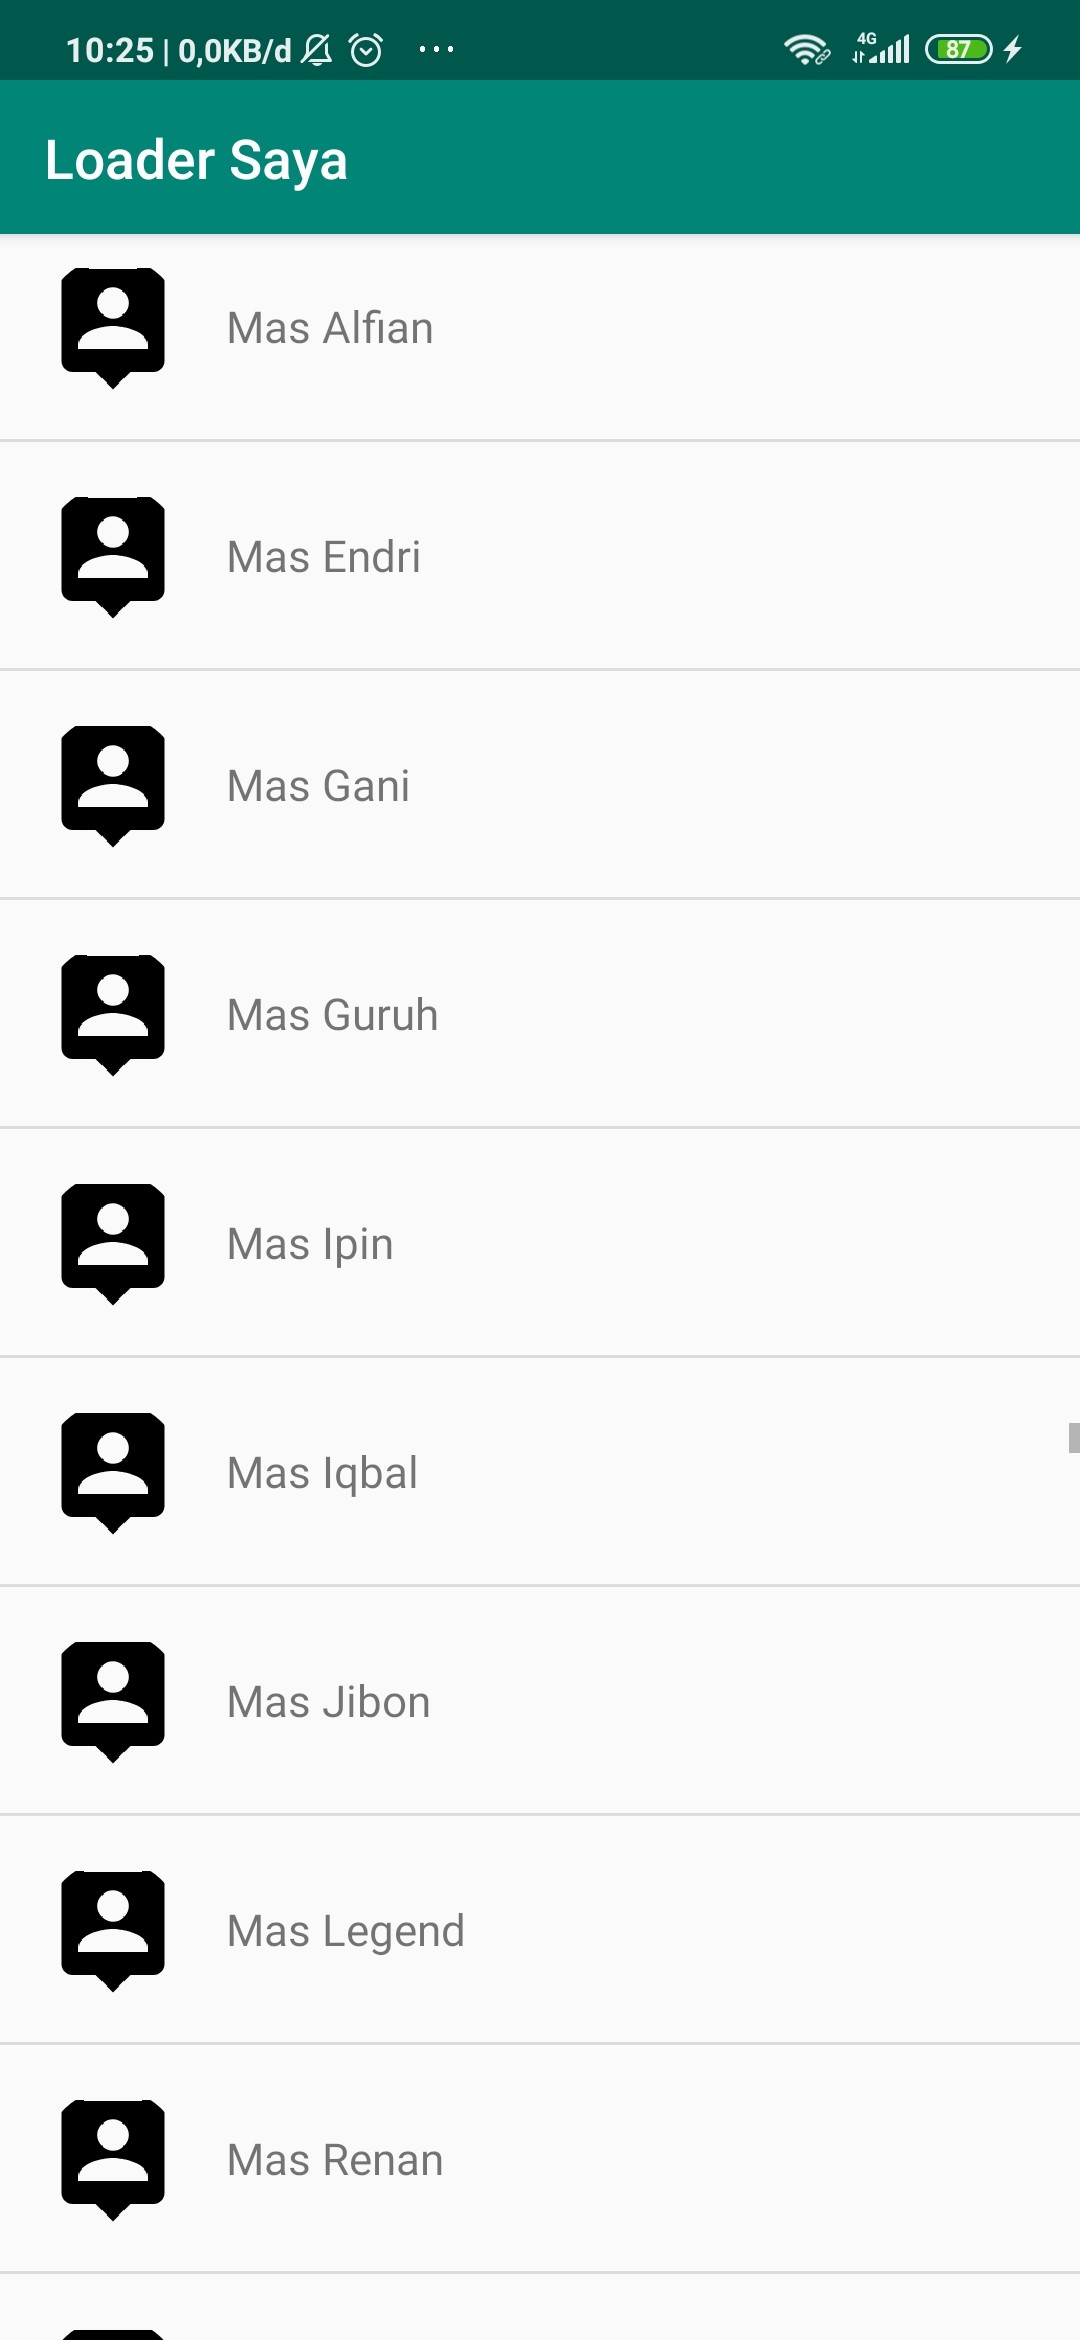 10:25 | 0,0KB/d ... 4G 87
Loader Saya
Mas Alfian
Mas Endri
Mas Gani
Mas Guruh
Mas Ipin
Mas Iqbal
Mas Jibon
Mas Legend
Mas Renan